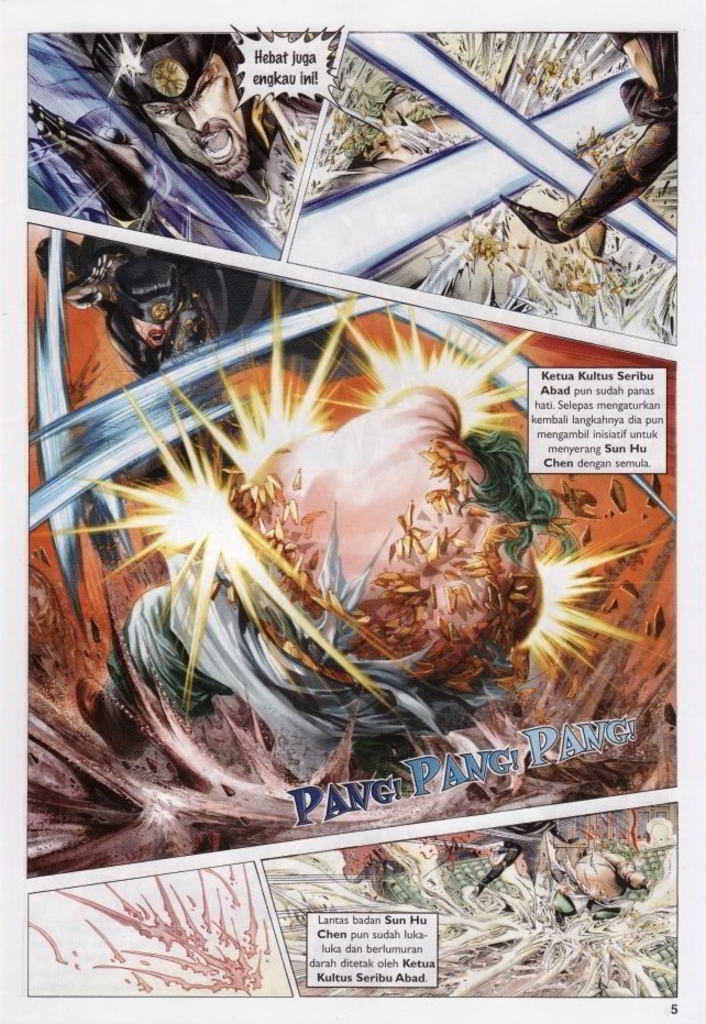 Hebat juga
engkau ini!
Ketua Kultus Seribu
Abad pun sudah panas
hati. Selepas mengaturkan
kembali langkahnya dia pun
mengambil inisiatif untuk
menyerang Sun Hu
Chen dengan semula.
PANG! PANG! PANG!
Lantas badan Sun Hu
Chen pun sudah luka-
luka dan berlumuran
darah ditetak oleh Ketua
Kultus Seribu Abad.
5